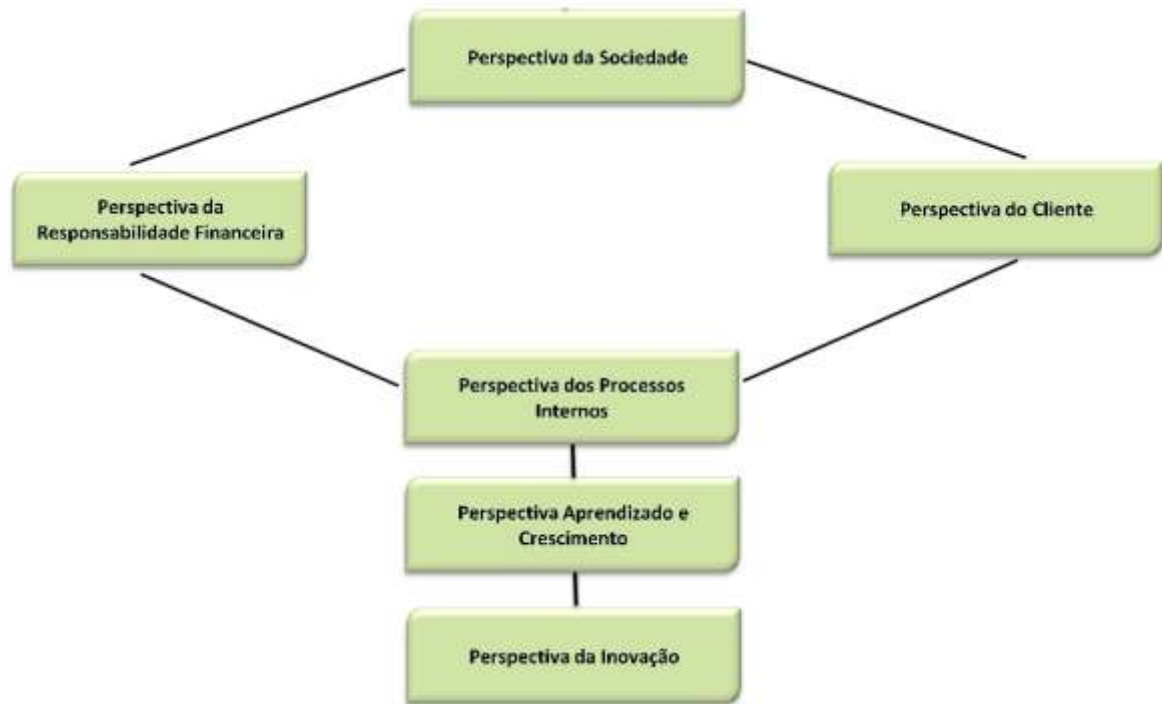 Perspectiva da Sociedade
Perspectiva da
Responsabilidade Financeira
Perspectiva do Cliente
Perspectiva dos Processos
Internos
Perspectiva Aprendizado e
Crescimento
Perspectiva da Inovação